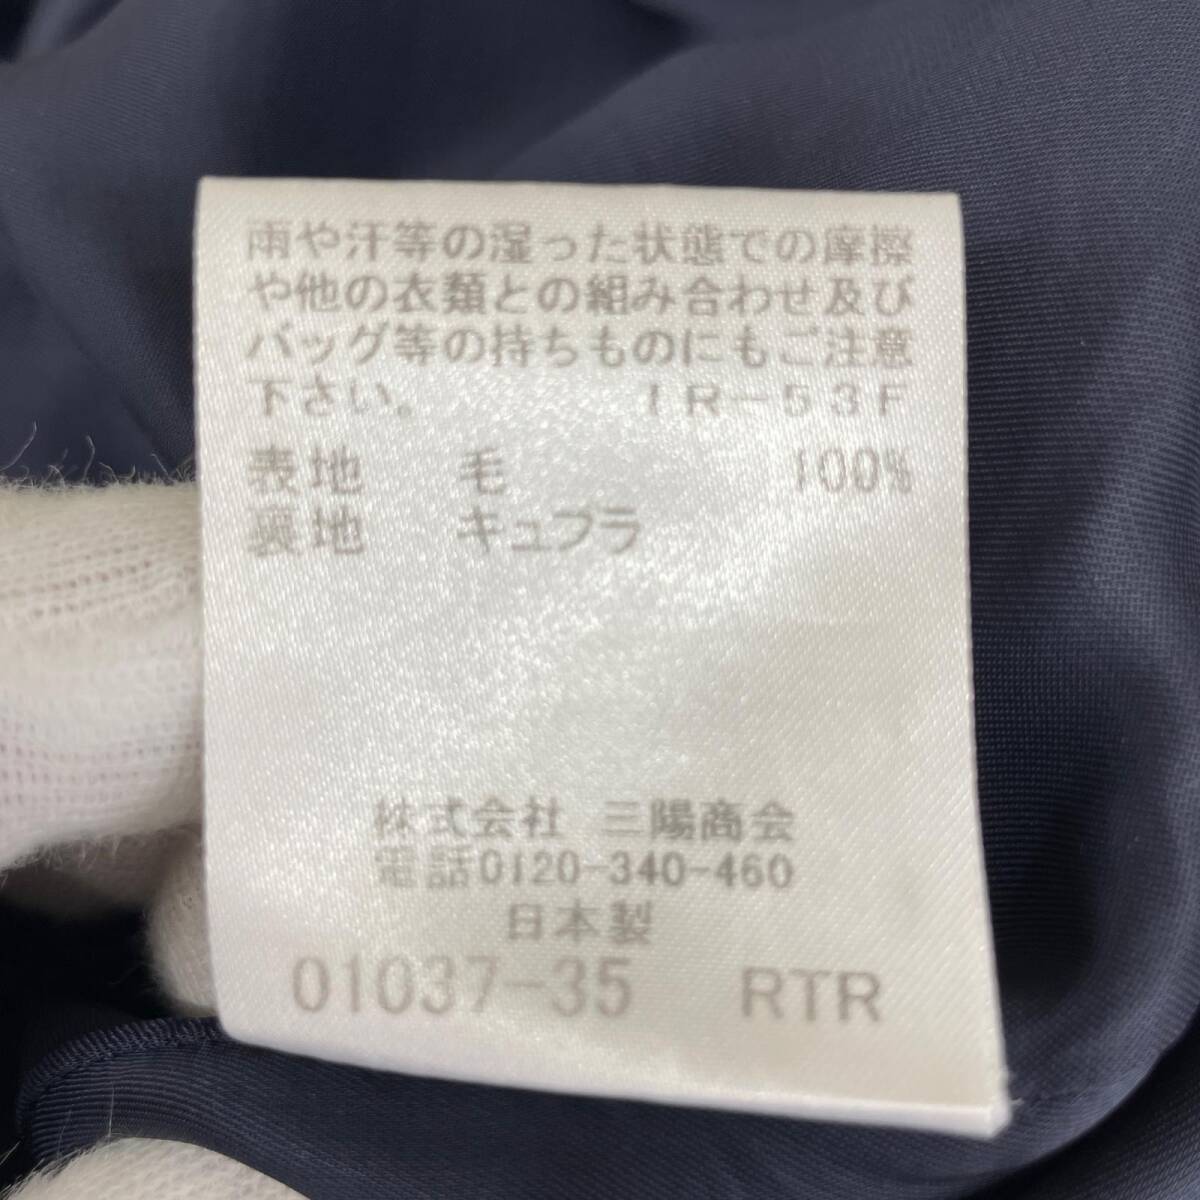 雨や汗等の湿った状態での摩擦
や他の衣類との組み合わせ及び
バッグ等の持ちものにもご注意
下さい。 IR-53F
表地 毛 100%
裏地 キュプラ
株式会社 三陽商会
電話0120-340-460
日本製
01037-35 RTR